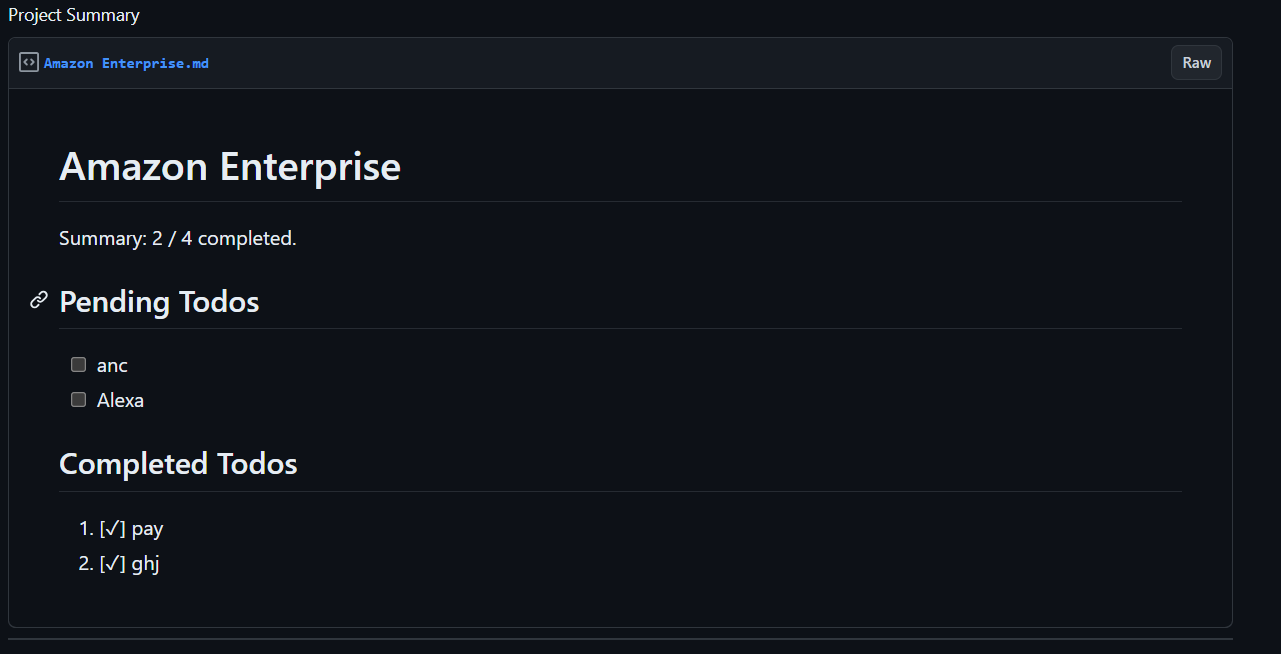 Project Summary
Amazon Enterprise.md
Raw
Amazon Enterprise
Summary: 2 / 4 completed.
Pending Todos
anc
Alexa
Completed Todos
1. [✓] pay
2. [✓] ghj